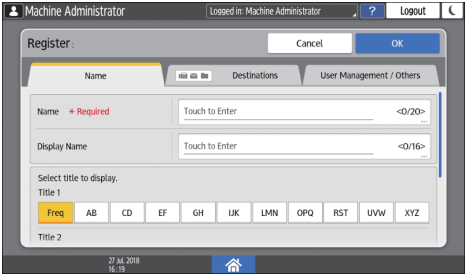 Machine Administrator
Logged in: Machine Administrator
?
Logout
Register :
Cancel
OK
Name
Destinations
User Management / Others
Name * Required
Touch to Enter
<0/20>
Display Name
Touch to Enter
<0/16>
Select title to display.
Title 1
Freq AB CD EF GH IJK LMN OPQ RST UVW XYZ
Title 2
27 Jul. 2018
16:19